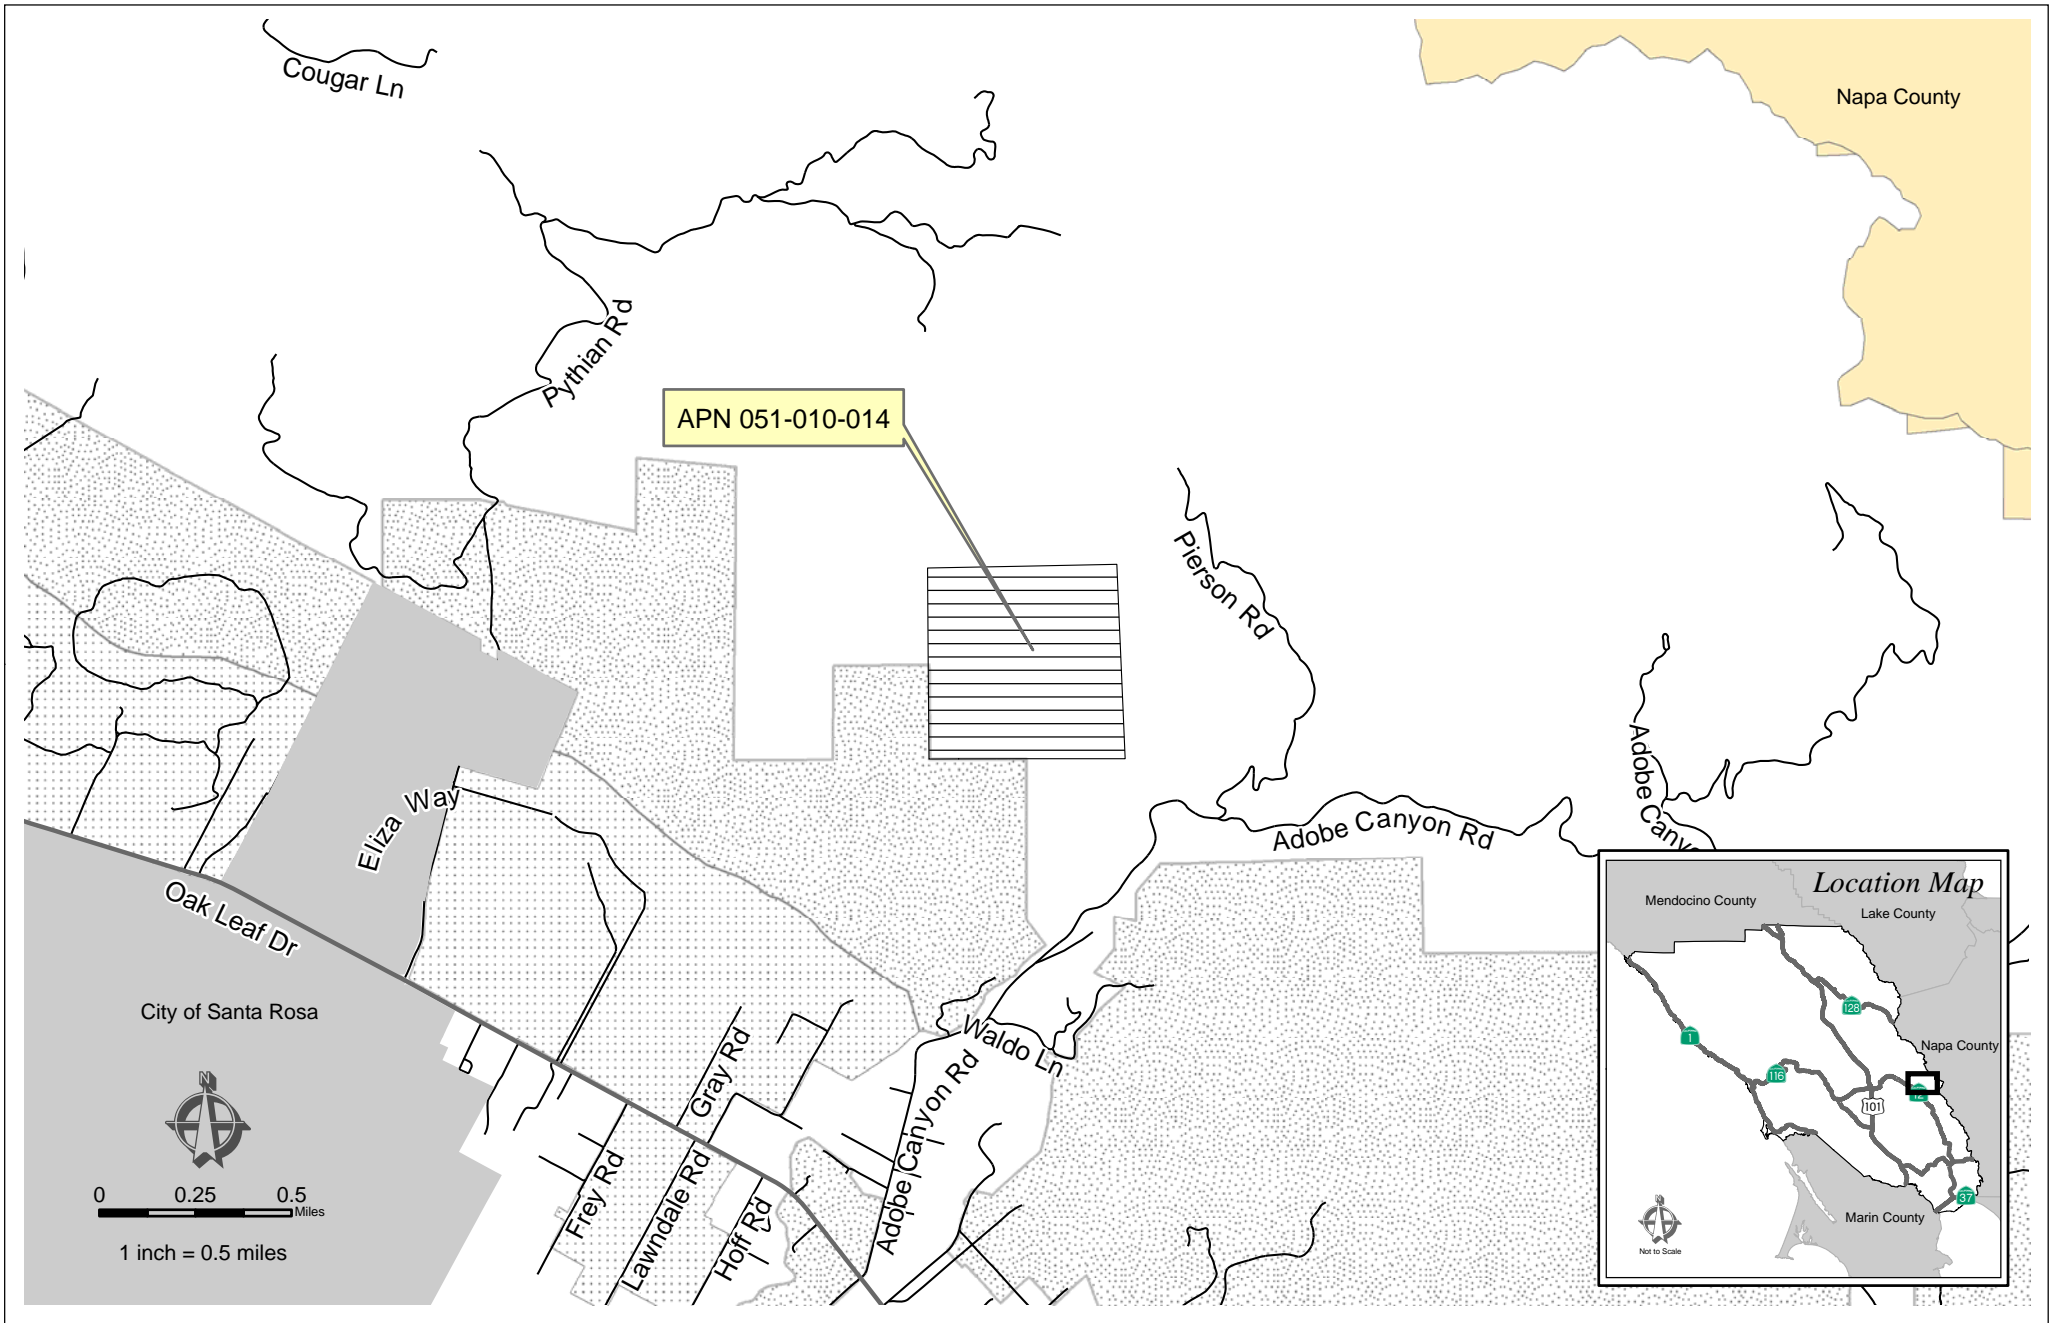 Cougar Ln
Napa County
Pythian Rd
APN 051-010-014
Pierson Rd
Adobe Canyon Rd
Adobe Canyo
Eliza Way
Oak Leaf Dr
City of Santa Rosa
N
0 0.25 0.5
Miles
1 inch = 0.5 miles
Waldo Ln
Gray Rd
Adobe Canyon Rd
Frey Rd
Lawndale Rd
Hoff Rd
Location Map
Mendocino County
Lake County
128
1
Napa County
116
12
101
37
Marin County
N
Not to Scale